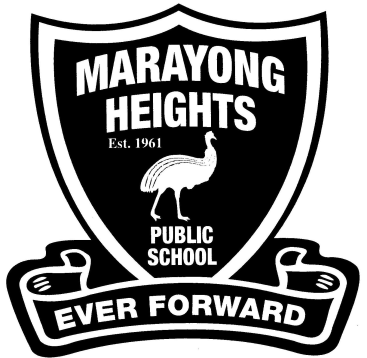 MARAYONG
HEIGHTS
Est. 1961
PUBLIC
SCHOOL
EVER FORWARD